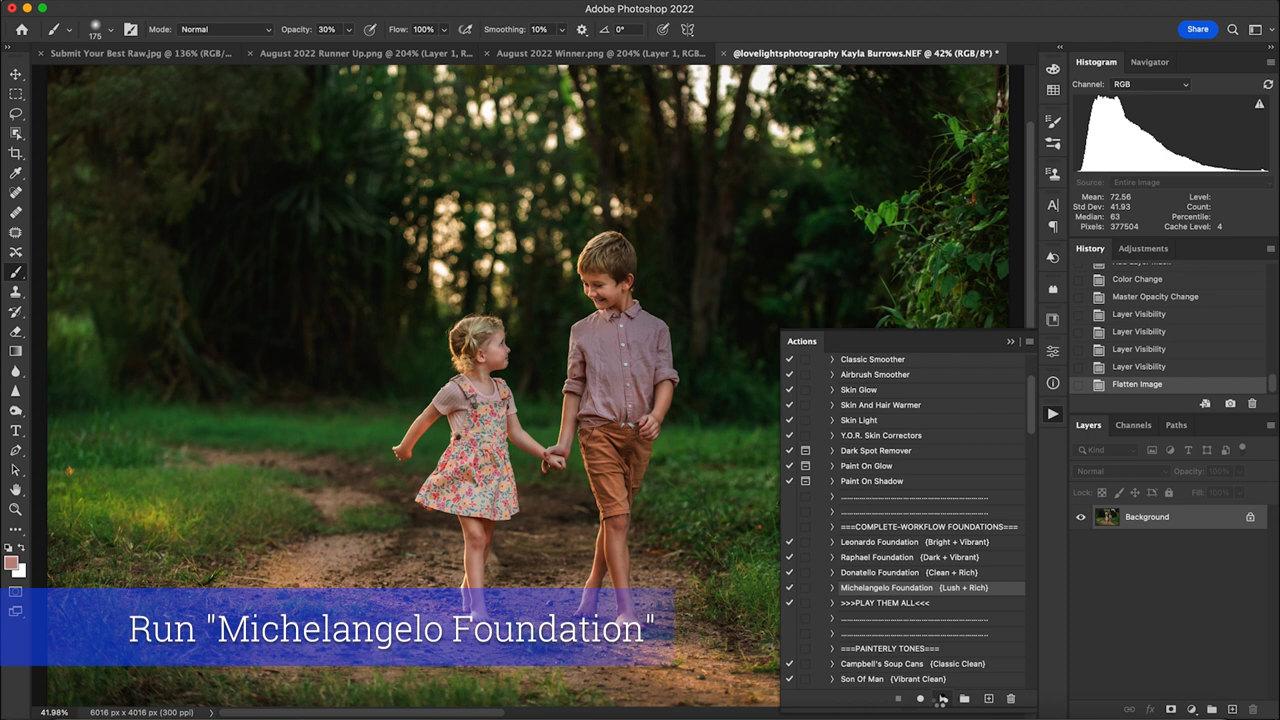 Adobe Photoshop 2022
175 Mode: Normal Opacity: 30% Flow: 100% Smoothing: 10% 0° Share
Submit Your Best Raw.jpg @ 136% (RGB/... August 2022 Runner Up.png @ 204% (Layer 1, R... August 2022 Winner.png @ 204% (Layer 1, RGB... @lovelightsphotography Kayla Burrows.NEF @ 42% (RGB/8*) *
Histogram Navigator
Channel: RGB
Source: Entire Image
Mean: 72.56 Level:
Std Dev: 41.93 Count:
Median: 63 Percentile:
Pixels: 377504 Cache Level: 4
History Adjustments
Add Layer Mask
Color Change
Master Opacity Change
Layer Visibility
Layer Visibility
Layer Visibility
Layer Visibility
Flatten Image
Layers Channels Paths
Kind
Normal Opacity: 100%
Lock: Fill: 100%
Background
Actions
Classic Smoother
Airbrush Smoother
Skin Glow
Skin And Hair Warmer
Skin Light
Y.O.R. Skin Correctors
Dark Spot Remover
Paint On Glow
Paint On Shadow
===COMPLETE-WORKFLOW FOUNDATIONS===
Leonardo Foundation {Bright + Vibrant}
Raphael Foundation {Dark + Vibrant}
Donatello Foundation {Clean + Rich}
Michelangelo Foundation {Lush + Rich}
>>>PLAY THEM ALL<<<
===PAINTERLY TONES===
Campbell's Soup Cans {Classic Clean}
Son Of Man {Vibrant Clean}
Run "Michelangelo Foundation"
41.98% 6016 px x 4016 px (300 ppi)